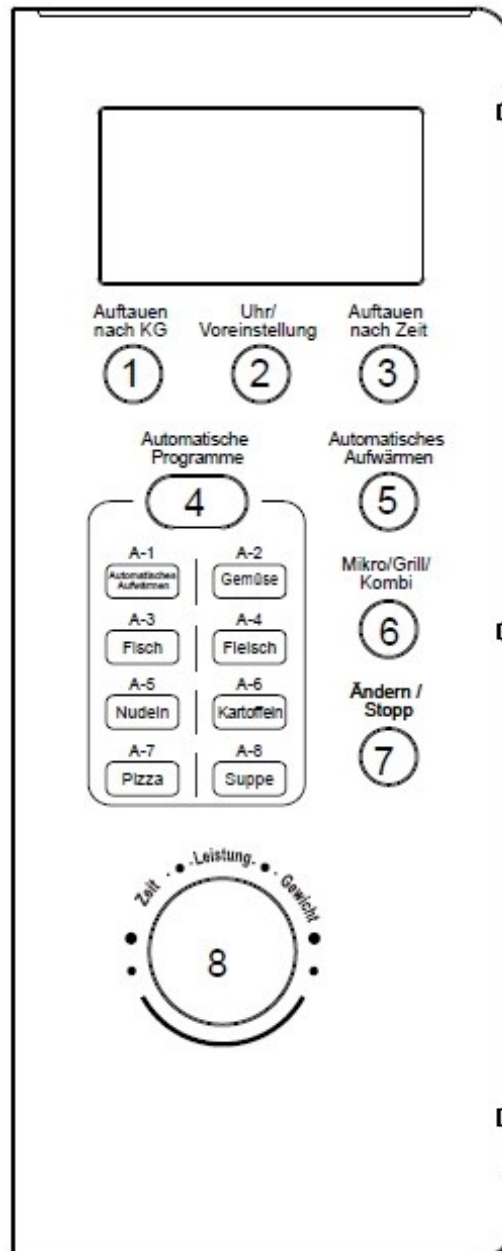 Auftauen
nach KG
Uhr/
Voreinstellung
Auftauen
nach Zeit
1
2
3
Automatische
Programme
4
Automatisches
Aufwärmen
5
A-1
Automatisches
Aufwärmen
A-2
Gemüse
Mikro/Grill/
Kombi
6
A-3
Fisch
A-4
Fleisch
A-5
Nudeln
A-6
Kartoffeln
Ändern /
Stopp
7
A-7
Pizza
A-8
Suppe
Zeit - ● -Leistung- ● - Gewicht
8